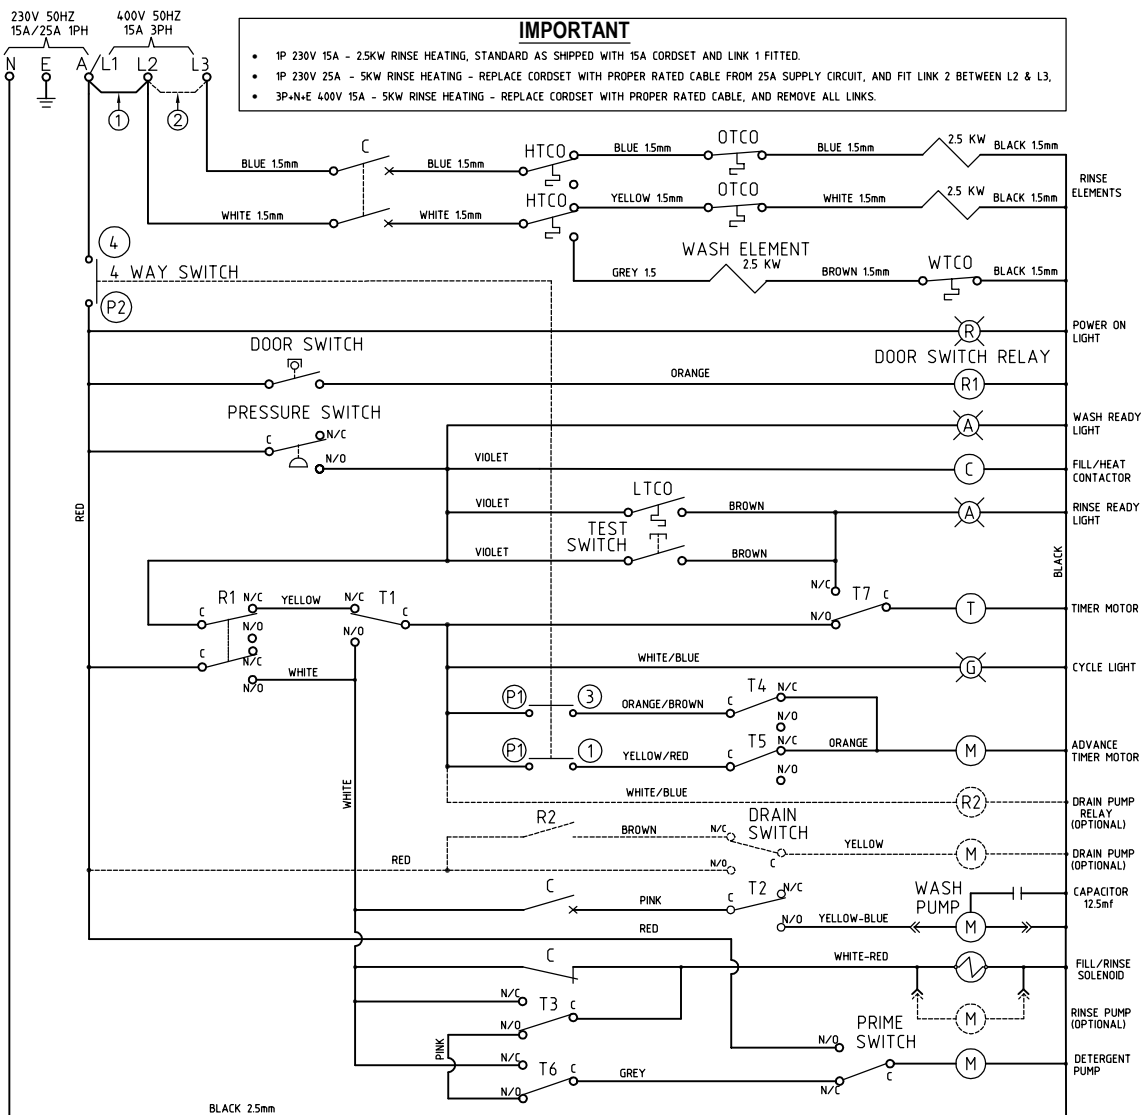 230V 50HZ
15A/25A 1PH
400V 50HZ
15A 3PH
N E A L1 L2 L3
1 2
IMPORTANT
• 1P 230V 15A - 2.5KW RINSE HEATING, STANDARD AS SHIPPED WITH 15A CORDSET AND LINK 1 FITTED.
• 1P 230V 25A - 5KW RINSE HEATING - REPLACE CORDSET WITH PROPER RATED CABLE FROM 25A SUPPLY CIRCUIT, AND FIT LINK 2 BETWEEN L2 & L3,
• 3P+N+E 400V 15A - 5KW RINSE HEATING - REPLACE CORDSET WITH PROPER RATED CABLE, AND REMOVE ALL LINKS.
BLUE 1.5mm C BLUE 1.5mm HTCO BLUE 1.5mm OTCO BLUE 1.5mm 2.5 KW BLACK 1.5mm
RINSE
ELEMENTS
WHITE 1.5mm WHITE 1.5mm HTCO YELLOW 1.5mm OTCO WHITE 1.5mm 2.5 KW BLACK 1.5mm
4
4 WAY SWITCH
P2
WASH ELEMENT
GREY 1.5 2.5 KW BROWN 1.5mm WTCO BLACK 1.5mm
R
POWER ON
LIGHT
DOOR SWITCH
DOOR SWITCH RELAY
ORANGE R1
PRESSURE SWITCH
C N/C
N/O
A
WASH READY
LIGHT
VIOLET C
FILL/HEAT
CONTACTOR
RED
VIOLET LTCO BROWN A
RINSE READY
LIGHT
TEST
SWITCH
VIOLET BROWN
BLACK
C R1 N/C YELLOW N/C T1 C
N/O N/O
N/C T7 C
N/O
T
TIMER MOTOR
C N/C
N/O WHITE
WHITE/BLUE G
CYCLE LIGHT
P1 3 ORANGE/BROWN C T4 N/C
N/O
P1 1 YELLOW/RED C T5 N/C ORANGE
N/O
M
ADVANCE
TIMER MOTOR
WHITE
WHITE/BLUE R2
DRAIN PUMP
RELAY
(OPTIONAL)
R2 BROWN N/C DRAIN
SWITCH
YELLOW M
DRAIN PUMP
(OPTIONAL)
RED N/O C
C PINK C T2 N/C
N/O YELLOW-BLUE
WASH
PUMP
M
CAPACITOR
12.5mf
RED
C WHITE-RED
FILL/RINSE
SOLENOID
N/C T3 C
N/O
M
RINSE PUMP
(OPTIONAL)
PINK
PRIME
SWITCH
N/O
N/C T6 C GREY
N/O
N/C C
M
DETERGENT
PUMP
BLACK 2.5mm